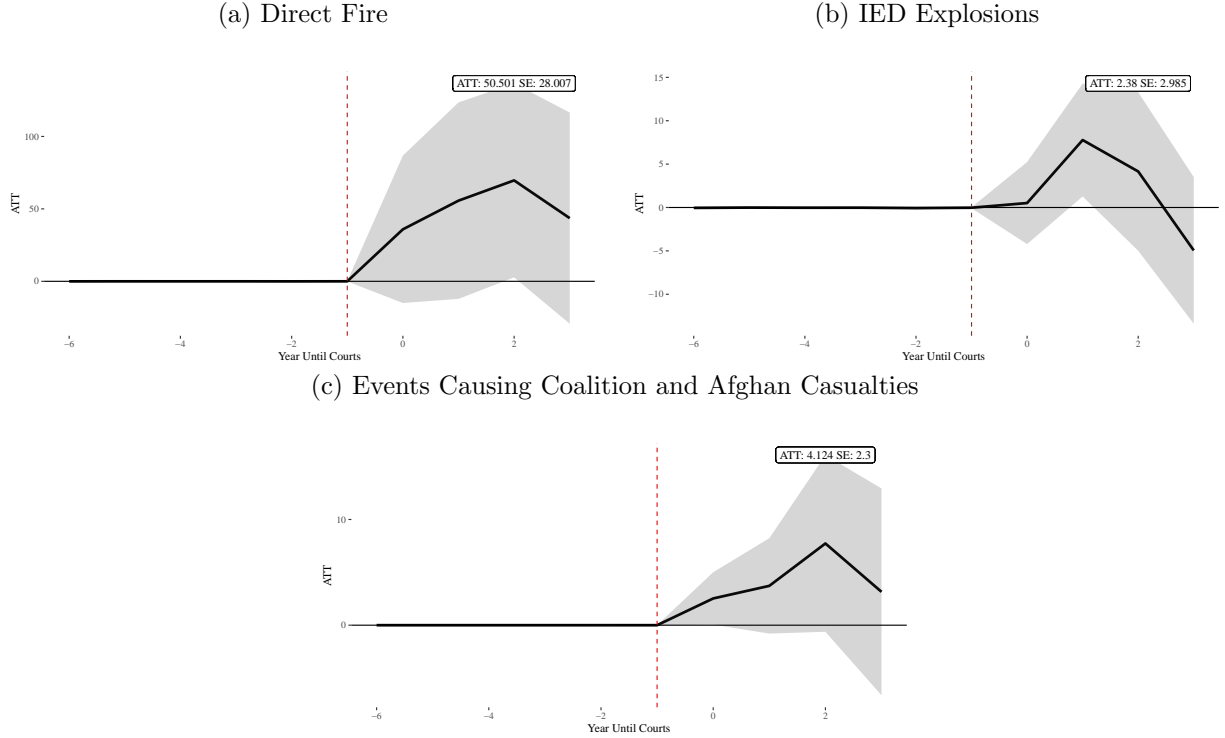 (a) Direct Fire
ATT: 50.501 SE: 28.007
100
50
0
ATT
−6
−4
−2
0
2
Year Until Courts
(b) IED Explosions
ATT: 2.38 SE: 2.985
15
10
5
0
−5
−10
ATT
−6
−4
−2
0
2
Year Until Courts
(c) Events Causing Coalition and Afghan Casualties
ATT: 4.124 SE: 2.3
10
0
ATT
−6
−4
−2
0
2
Year Until Courts